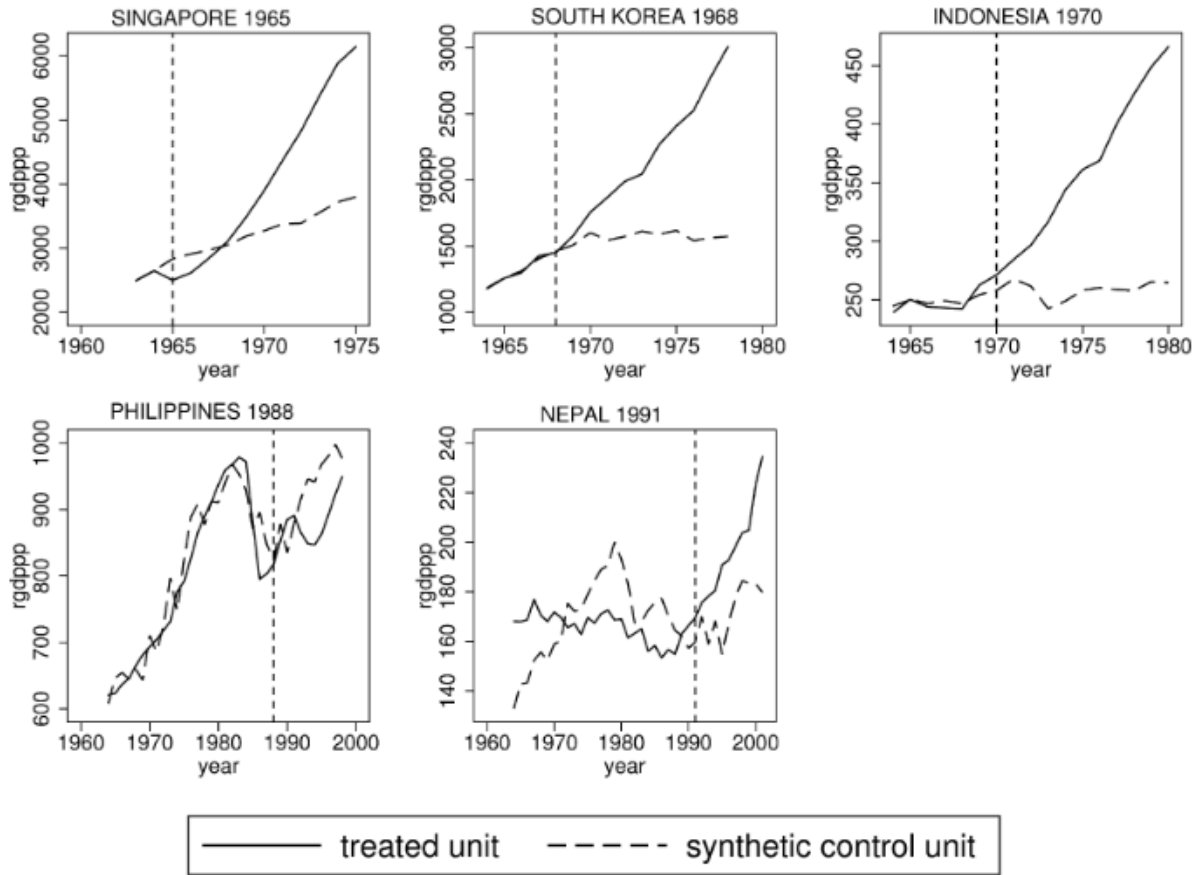 SINGAPORE 1965
rgdppp
6000
5000
4000
3000
2000
1960 1965 1970 1975
year
SOUTH KOREA 1968
rgdppp
3000
2500
2000
1500
1000
1965 1970 1975 1980
year
INDONESIA 1970
rgdppp
450
400
350
300
250
1965 1970 1975 1980
year
PHILIPPINES 1988
rgdppp
1000
900
800
700
600
1960 1970 1980 1990 2000
year
NEPAL 1991
rgdppp
240
220
200
180
160
140
1960 1970 1980 1990 2000
year
treated unit synthetic control unit